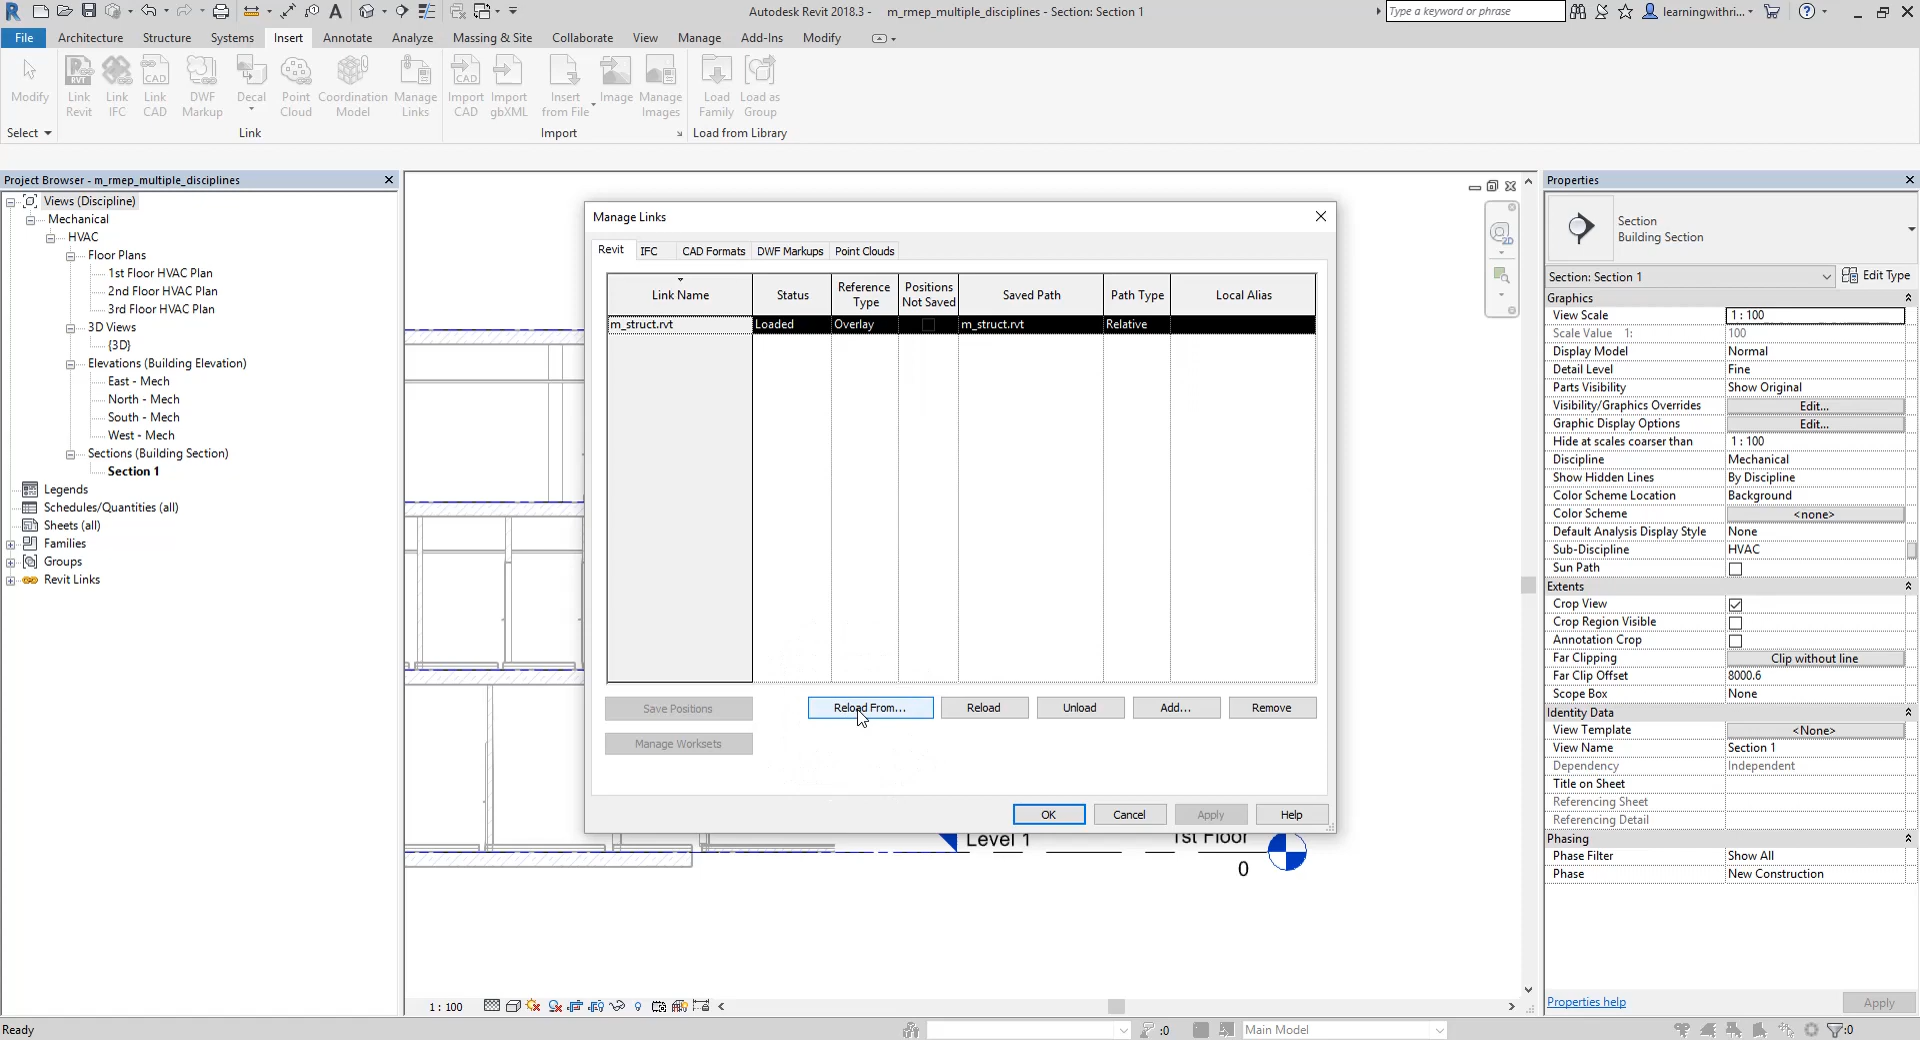 Autodesk Revit 2018.3 - m_rmep_multiple_disciplines - Section: Section 1
Type a keyword or phrase
learningwithri...
File Architecture Structure Systems Insert Annotate Analyze Massing & Site Collaborate View Manage Add-Ins Modify
Modify
Link Revit
Link IFC
Link CAD
DWF Markup
Decal
Point Cloud
Coordination Model
Manage Links
Import CAD
Import gbXML
Insert from File
Image
Manage Images
Load Family
Load as Group
Select
Link
Import
Load from Library
Project Browser - m_rmep_multiple_disciplines
Views (Discipline)
Mechanical
HVAC
Floor Plans
1st Floor HVAC Plan
2nd Floor HVAC Plan
3rd Floor HVAC Plan
3D Views
{3D}
Elevations (Building Elevation)
East - Mech
North - Mech
South - Mech
West - Mech
Sections (Building Section)
Section 1
Legends
Schedules/Quantities (all)
Sheets (all)
Families
Groups
Revit Links
Manage Links
Revit IFC CAD Formats DWF Markups Point Clouds
Link Name Status Reference Type Positions Not Saved Saved Path Path Type Local Alias
m_struct.rvt Loaded Overlay m_struct.rvt Relative
Save Positions Reload From... Reload Unload Add... Remove
Manage Worksets
OK Cancel Apply Help
Level 1
1st Floor
0
2D
Properties
Section
Building Section
Section: Section 1
Edit Type
Graphics
View Scale 1 : 100
Scale Value 1: 100
Display Model Normal
Detail Level Fine
Parts Visibility Show Original
Visibility/Graphics Overrides Edit...
Graphic Display Options Edit...
Hide at scales coarser than 1 : 100
Discipline Mechanical
Show Hidden Lines By Discipline
Color Scheme Location Background
Color Scheme <none>
Default Analysis Display Style None
Sub-Discipline HVAC
Sun Path
Extents
Crop View
Crop Region Visible
Annotation Crop
Far Clipping Clip without line
Far Clip Offset 8000.6
Scope Box None
Identity Data
View Template <None>
View Name Section 1
Dependency Independent
Title on Sheet
Referencing Sheet
Referencing Detail
Phasing
Phase Filter Show All
Phase New Construction
Properties help
Apply
1 : 100
Ready
:0
Main Model
:0